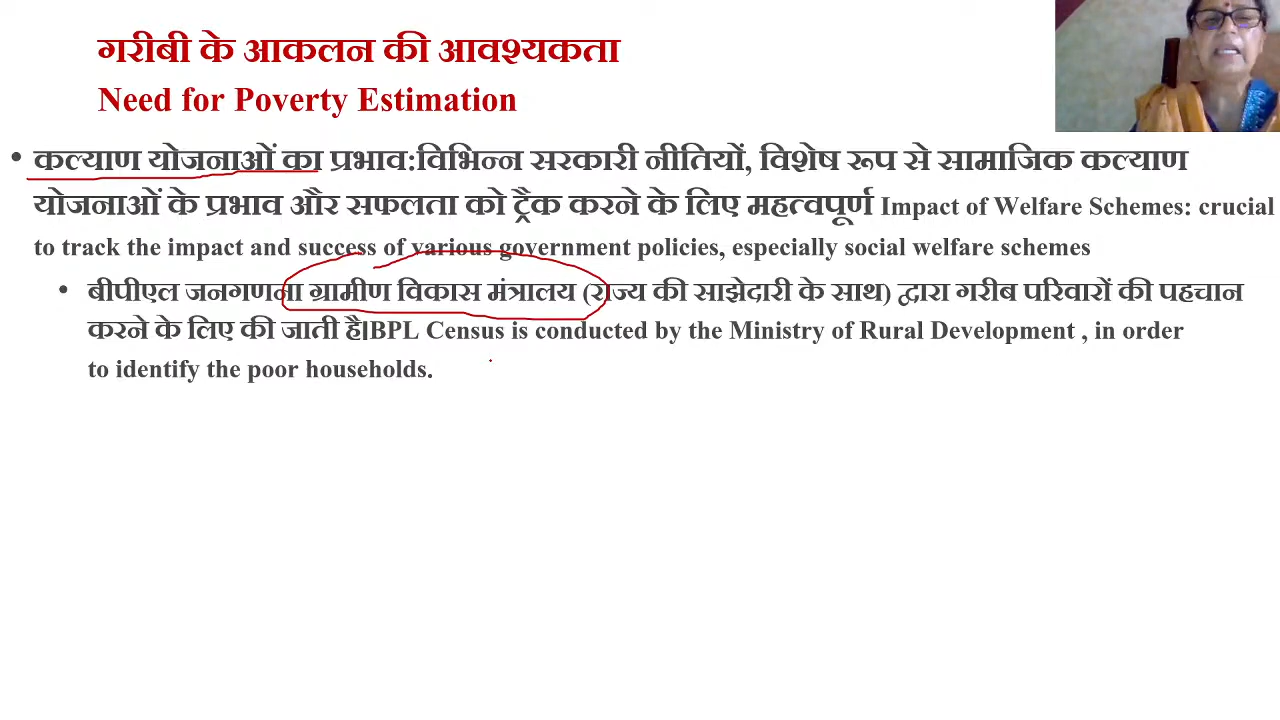 गरीबी के आकलन की आवश्यकता
Need for Poverty Estimation
• कल्याण योजनाओं का प्रभाव:विभिन्न सरकारी नीतियों, विशेष रूप से सामाजिक कल्याण
योजनाओं के प्रभाव और सफलता को ट्रैक करने के लिए महत्वपूर्ण Impact of Welfare Schemes: crucial
to track the impact and success of various government policies, especially social welfare schemes
• बीपीएल जनगणना ग्रामीण विकास मंत्रालय (राज्य की साझेदारी के साथ) द्वारा गरीब परिवारों की पहचान
करने के लिए की जाती है।BPL Census is conducted by the Ministry of Rural Development , in order
to identify the poor households.